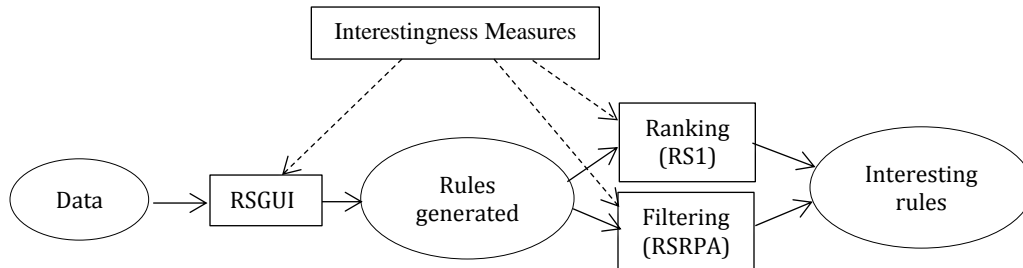 Interestingness Measures
Data
RSGUI
Rules
generated
Ranking
(RS1)
Filtering
(RSRPA)
Interesting
rules